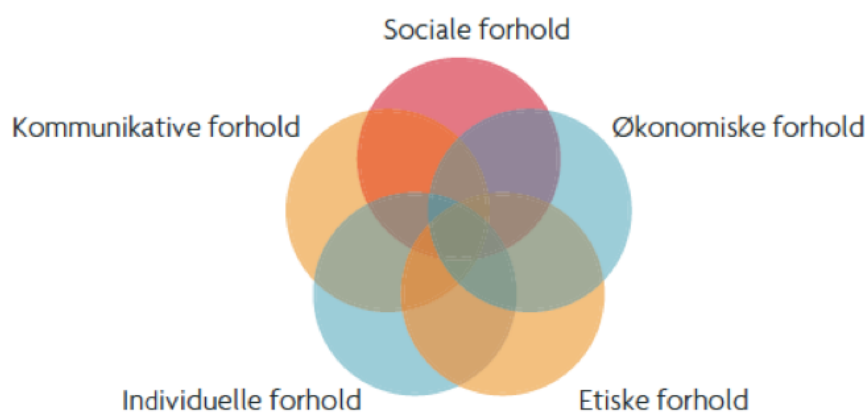 Sociale forhold
Kommunikative forhold
Økonomiske forhold
Individuelle forhold
Etiske forhold